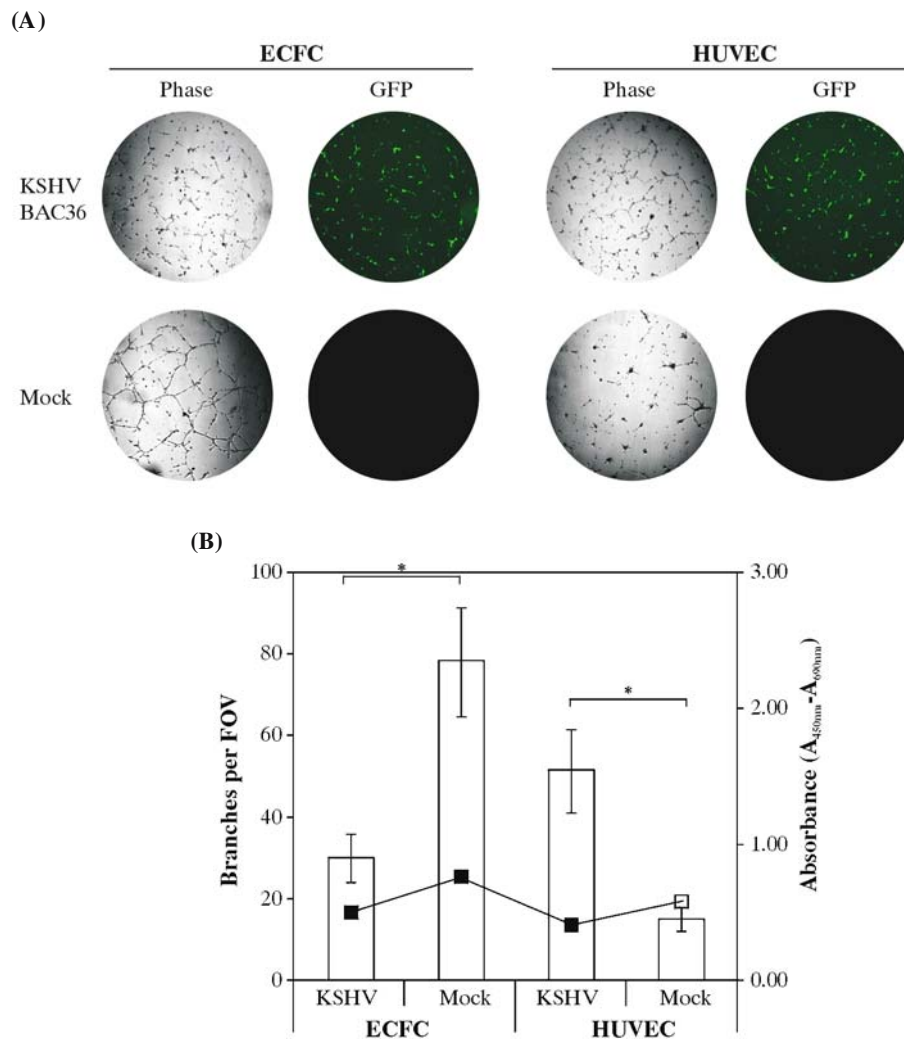 (A)
ECFC HUVEC
Phase GFP Phase GFP
KSHV
BAC36
Mock
(B)
100
80
60
40
20
0
Branches per FOV
* *
3.00
2.00
1.00
0.00
Absorbance (A450nm-A690nm)
KSHV Mock KSHV Mock
ECFC HUVEC